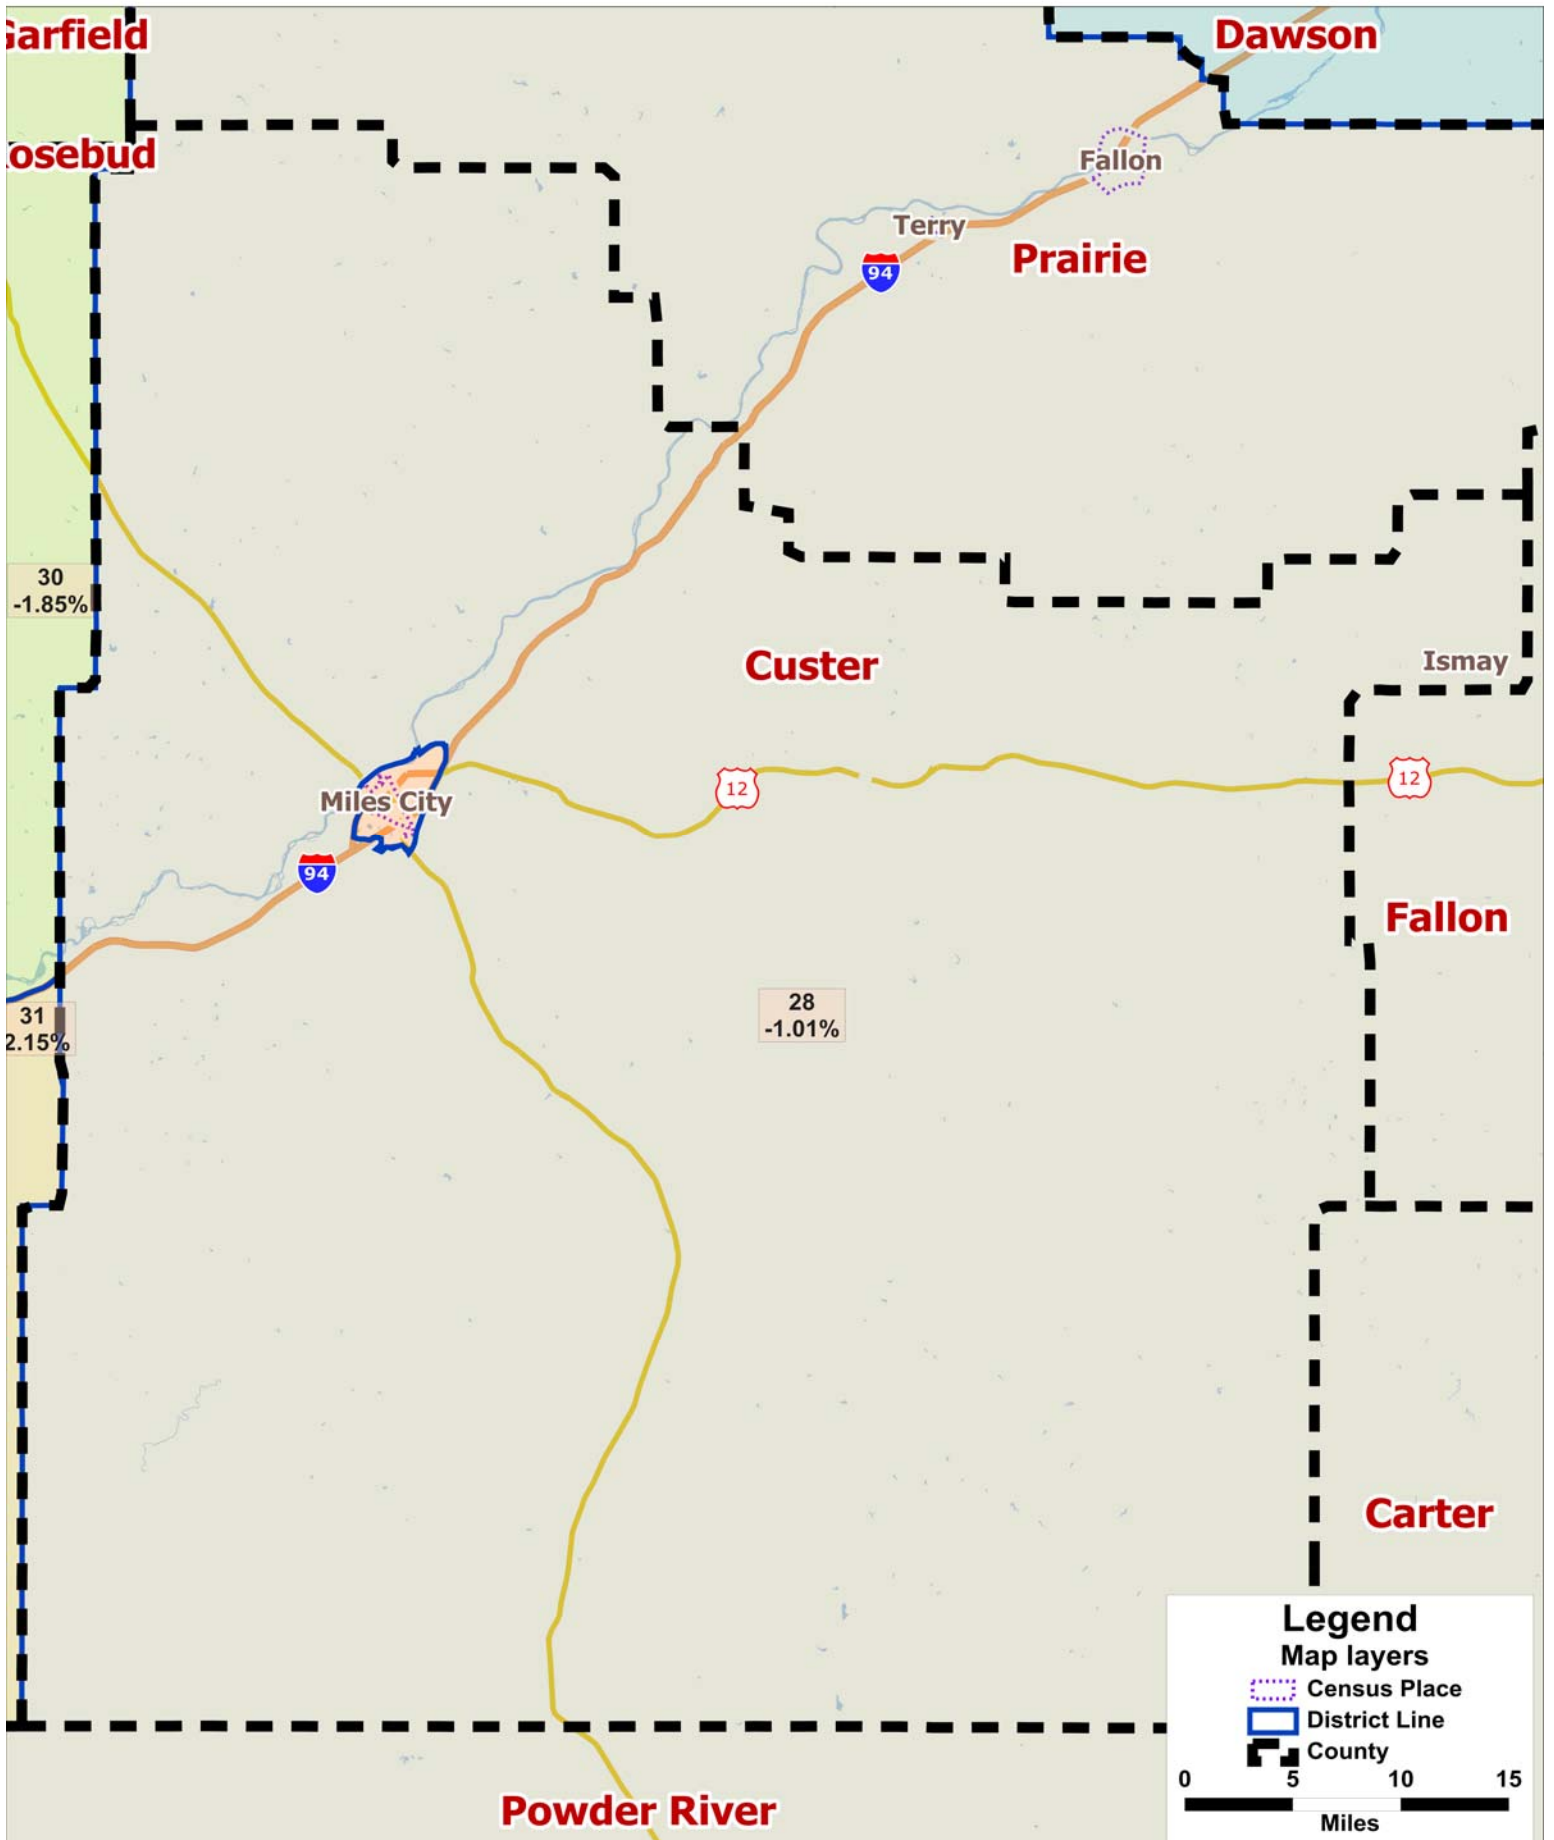 Garfield
Dawson
Rosebud
Fallon
Terry
Prairie
94
30
-1.85%
Custer
Ismay
12
12
Miles City
94
Fallon
28
-1.01%
31
2.15%
Carter
Legend
Map layers
Census Place
District Line
County
0 5 10 15
Miles
Powder River